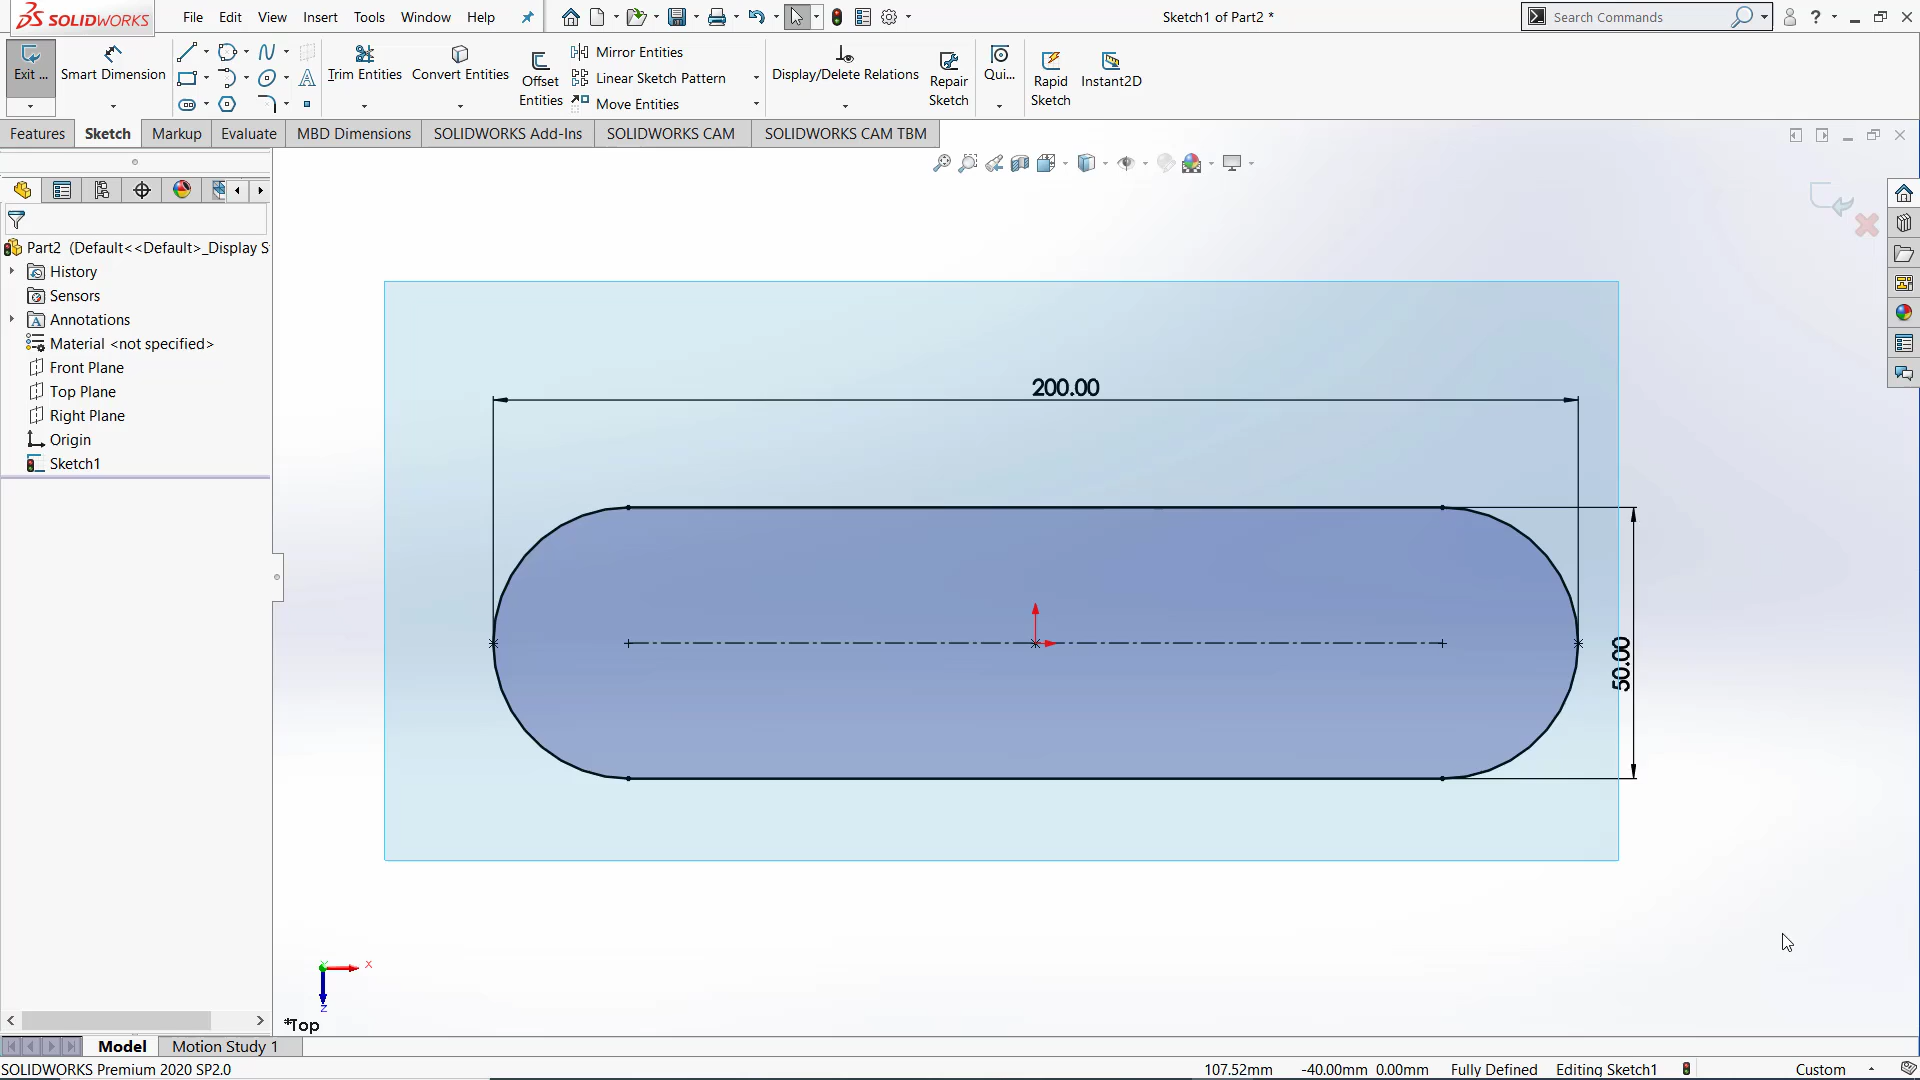 SOLIDWORKS File Edit View Insert Tools Window Help Sketch1 of Part2 * Search Commands ?
Exit ... Smart Dimension Trim Entities Convert Entities Offset Entities Mirror Entities Display/Delete Relations Repair Sketch Qui... Rapid Sketch Instant2D
Linear Sketch Pattern
Move Entities
Features Sketch Markup Evaluate MBD Dimensions SOLIDWORKS Add-Ins SOLIDWORKS CAM SOLIDWORKS CAM TBM
Part2 (Default<<Default>_Display S
History
Sensors
Annotations
Material <not specified>
Front Plane
Top Plane
Right Plane
Origin
Sketch1
200.00
50.00
Y X
Z
*Top
Model Motion Study 1
SOLIDWORKS Premium 2020 SP2.0 107.52mm -40.00mm 0.00mm Fully Defined Editing Sketch1 Custom